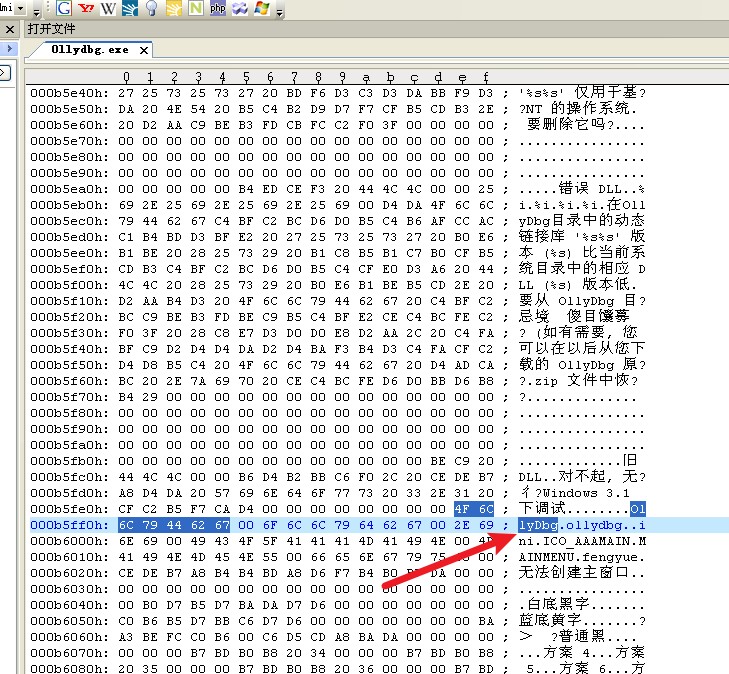 lmi
打开文件
Ollydbg.exe
0 1 2 3 4 5 6 7 8 9 a b c d e f
000b5e40h: 27 25 73 25 73 27 20 BD F6 D3 C3 D3 DA BB F9 D3 ; '%s%s' 仅用于基?
000b5e50h: DA 20 4E 54 20 B5 C4 B2 D9 D7 F7 CF B5 CD B3 2E ; ?NT 的操作系统.
000b5e60h: 20 D2 AA C9 BE B3 FD CB FC C2 F0 3F 00 00 00 00 ; 要删除它吗?....
000b5e70h: 00 00 00 00 00 00 00 00 00 00 00 00 00 00 00 00 ; ................
000b5e80h: 00 00 00 00 00 00 00 00 00 00 00 00 00 00 00 00 ; ................
000b5e90h: 00 00 00 00 00 00 00 00 00 00 00 00 00 00 00 00 ; ................
000b5ea0h: 00 00 00 00 00 B4 ED CE F3 20 44 4C 4C 00 00 25 ; .....错误 DLL..%
000b5eb0h: 69 2E 25 69 2E 25 69 2E 25 69 00 D4 DA 4F 6C 6C ; i.%i.%i.%i.在Oll
000b5ec0h: 79 44 62 67 C4 BF C2 BC D6 D0 B5 C4 B6 AF CC AC ; yDbg目录中的动态
000b5ed0h: C1 B4 BD D3 BF E2 20 27 25 73 25 73 27 20 B0 E6 ; 链接库 '%s%s' 版
000b5ee0h: B1 BE 20 28 25 73 29 20 B1 C8 B5 B1 C7 B0 CF B5 ; 本 (%s) 比当前系
000b5ef0h: CD B3 C4 BF C2 BC D6 D0 B5 C4 CF E0 D3 A6 20 44 ; 统目录中的相应 D
000b5f00h: 4C 4C 20 28 25 73 29 20 B0 E6 B1 BE B5 CD 2E 20 ; LL (%s) 版本低.
000b5f10h: D2 AA B4 D3 20 4F 6C 6C 79 44 62 67 20 C4 BF C2 ; 要从 OllyDbg 目?
000b5f20h: BC C9 BE B3 FD BE C9 B5 C4 BF E2 CE C4 BC FE C2 ;
000b5f30h: F0 3F 20 28 C8 E7 D3 D0 D0 E8 D2 AA 2C 20 C4 FA ; ? (如有需要, 您
000b5f40h: BF C9 D2 D4 D4 DA D2 D4 BA F3 B4 D3 C4 FA CF C2 ; 可以在以后从您下
000b5f50h: D4 D8 B5 C4 20 4F 6C 6C 79 44 62 67 20 D4 AD CA ; 载的 OllyDbg 原?
000b5f60h: BC 20 2E 7A 69 70 20 CE C4 BC FE D6 D0 BB D6 B8 ; ?.zip 文件中恢?
000b5f70h: B4 29 00 00 00 00 00 00 00 00 00 00 00 00 00 00 ; ?..............
000b5f80h: 00 00 00 00 00 00 00 00 00 00 00 00 00 00 00 00 ; ................
000b5f90h: 00 00 00 00 00 00 00 00 00 00 00 00 00 00 00 00 ; ................
000b5fa0h: 00 00 00 00 00 00 00 00 00 00 00 00 00 00 00 00 ; ................
000b5fb0h: 00 00 00 00 00 00 00 00 00 00 00 00 00 BE C9 20 ; .............旧
000b5fc0h: 44 4C 4C 00 00 B6 D4 B2 BB C6 F0 2C 20 CE DE B7 ; DLL..对不起, 无?
000b5fd0h: A8 D4 DA 20 57 69 6E 64 6F 77 73 20 33 2E 31 20 ; ?Windows 3.1
000b5fe0h: CF C2 B5 F7 CA D4 00 00 00 00 00 00 00 00 4F 6C ; 下调试........Ol
000b5ff0h: 6C 79 44 62 67 00 6F 6C 6C 79 64 62 67 00 2E 69 ; lyDbg.ollydbg..i
000b6000h: 6E 69 00 49 43 4F 5F 41 41 41 4D 41 49 4E 00 4D ; ni.ICO_AAAMAIN.M
000b6010h: 41 49 4E 4D 45 4E 55 00 66 65 6E 67 79 75 00 ; AINMENU.fengyue.
000b6020h: CE DE B7 A8 B4 B4 BD A8 D6 F7 B4 B0 DA 00 00 ; 无法创建主窗口..
000b6030h: 00 00 00 00 00 00 00 00 00 00 00 00 00 00 00 00 ; ................
000b6040h: 00 B0 D7 B5 D7 BA DA D7 D6 00 00 00 00 00 00 00 ; .白底黑字.......
000b6050h: C0 B6 B5 D7 BB C6 D7 D6 00 00 00 00 00 00 00 BA ; 蓝底黄字.......?
000b6060h: A3 BE FC C0 B6 00 C6 D5 CD A8 BA DA 00 00 00 00 ; ?普通黑....
000b6070h: 00 00 00 B7 BD B0 B8 20 34 00 00 00 B7 BD B0 B8 ; ...方案 4...方案
000b6080h: 20 35 00 00 00 B7 BD B0 B8 20 36 00 00 00 B7 BD ; 5...方案 6...方